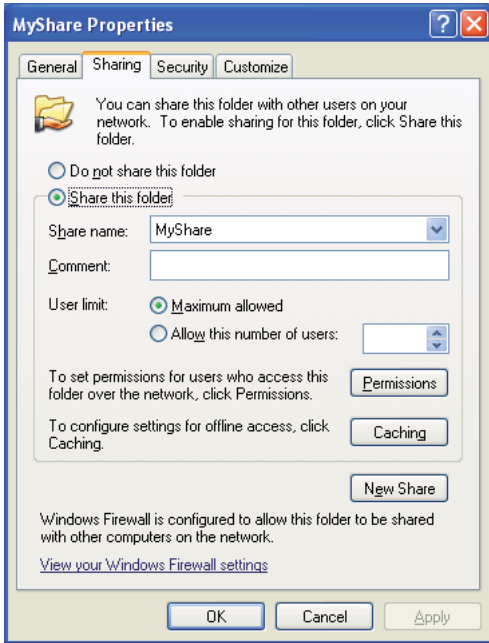 MyShare Properties
General Sharing Security Customize
You can share this folder with other users on your
network. To enable sharing for this folder, click Share this
folder.
Do not share this folder
Share this folder
Share name: MyShare
Comment:
User limit: Maximum allowed
Allow this number of users:
To set permissions for users who access this
folder over the network, click Permissions.
Permissions
To configure settings for offline access, click
Caching.
Caching
New Share
Windows Firewall is configured to allow this folder to be shared
with other computers on the network.
View your Windows Firewall settings
OK Cancel Apply